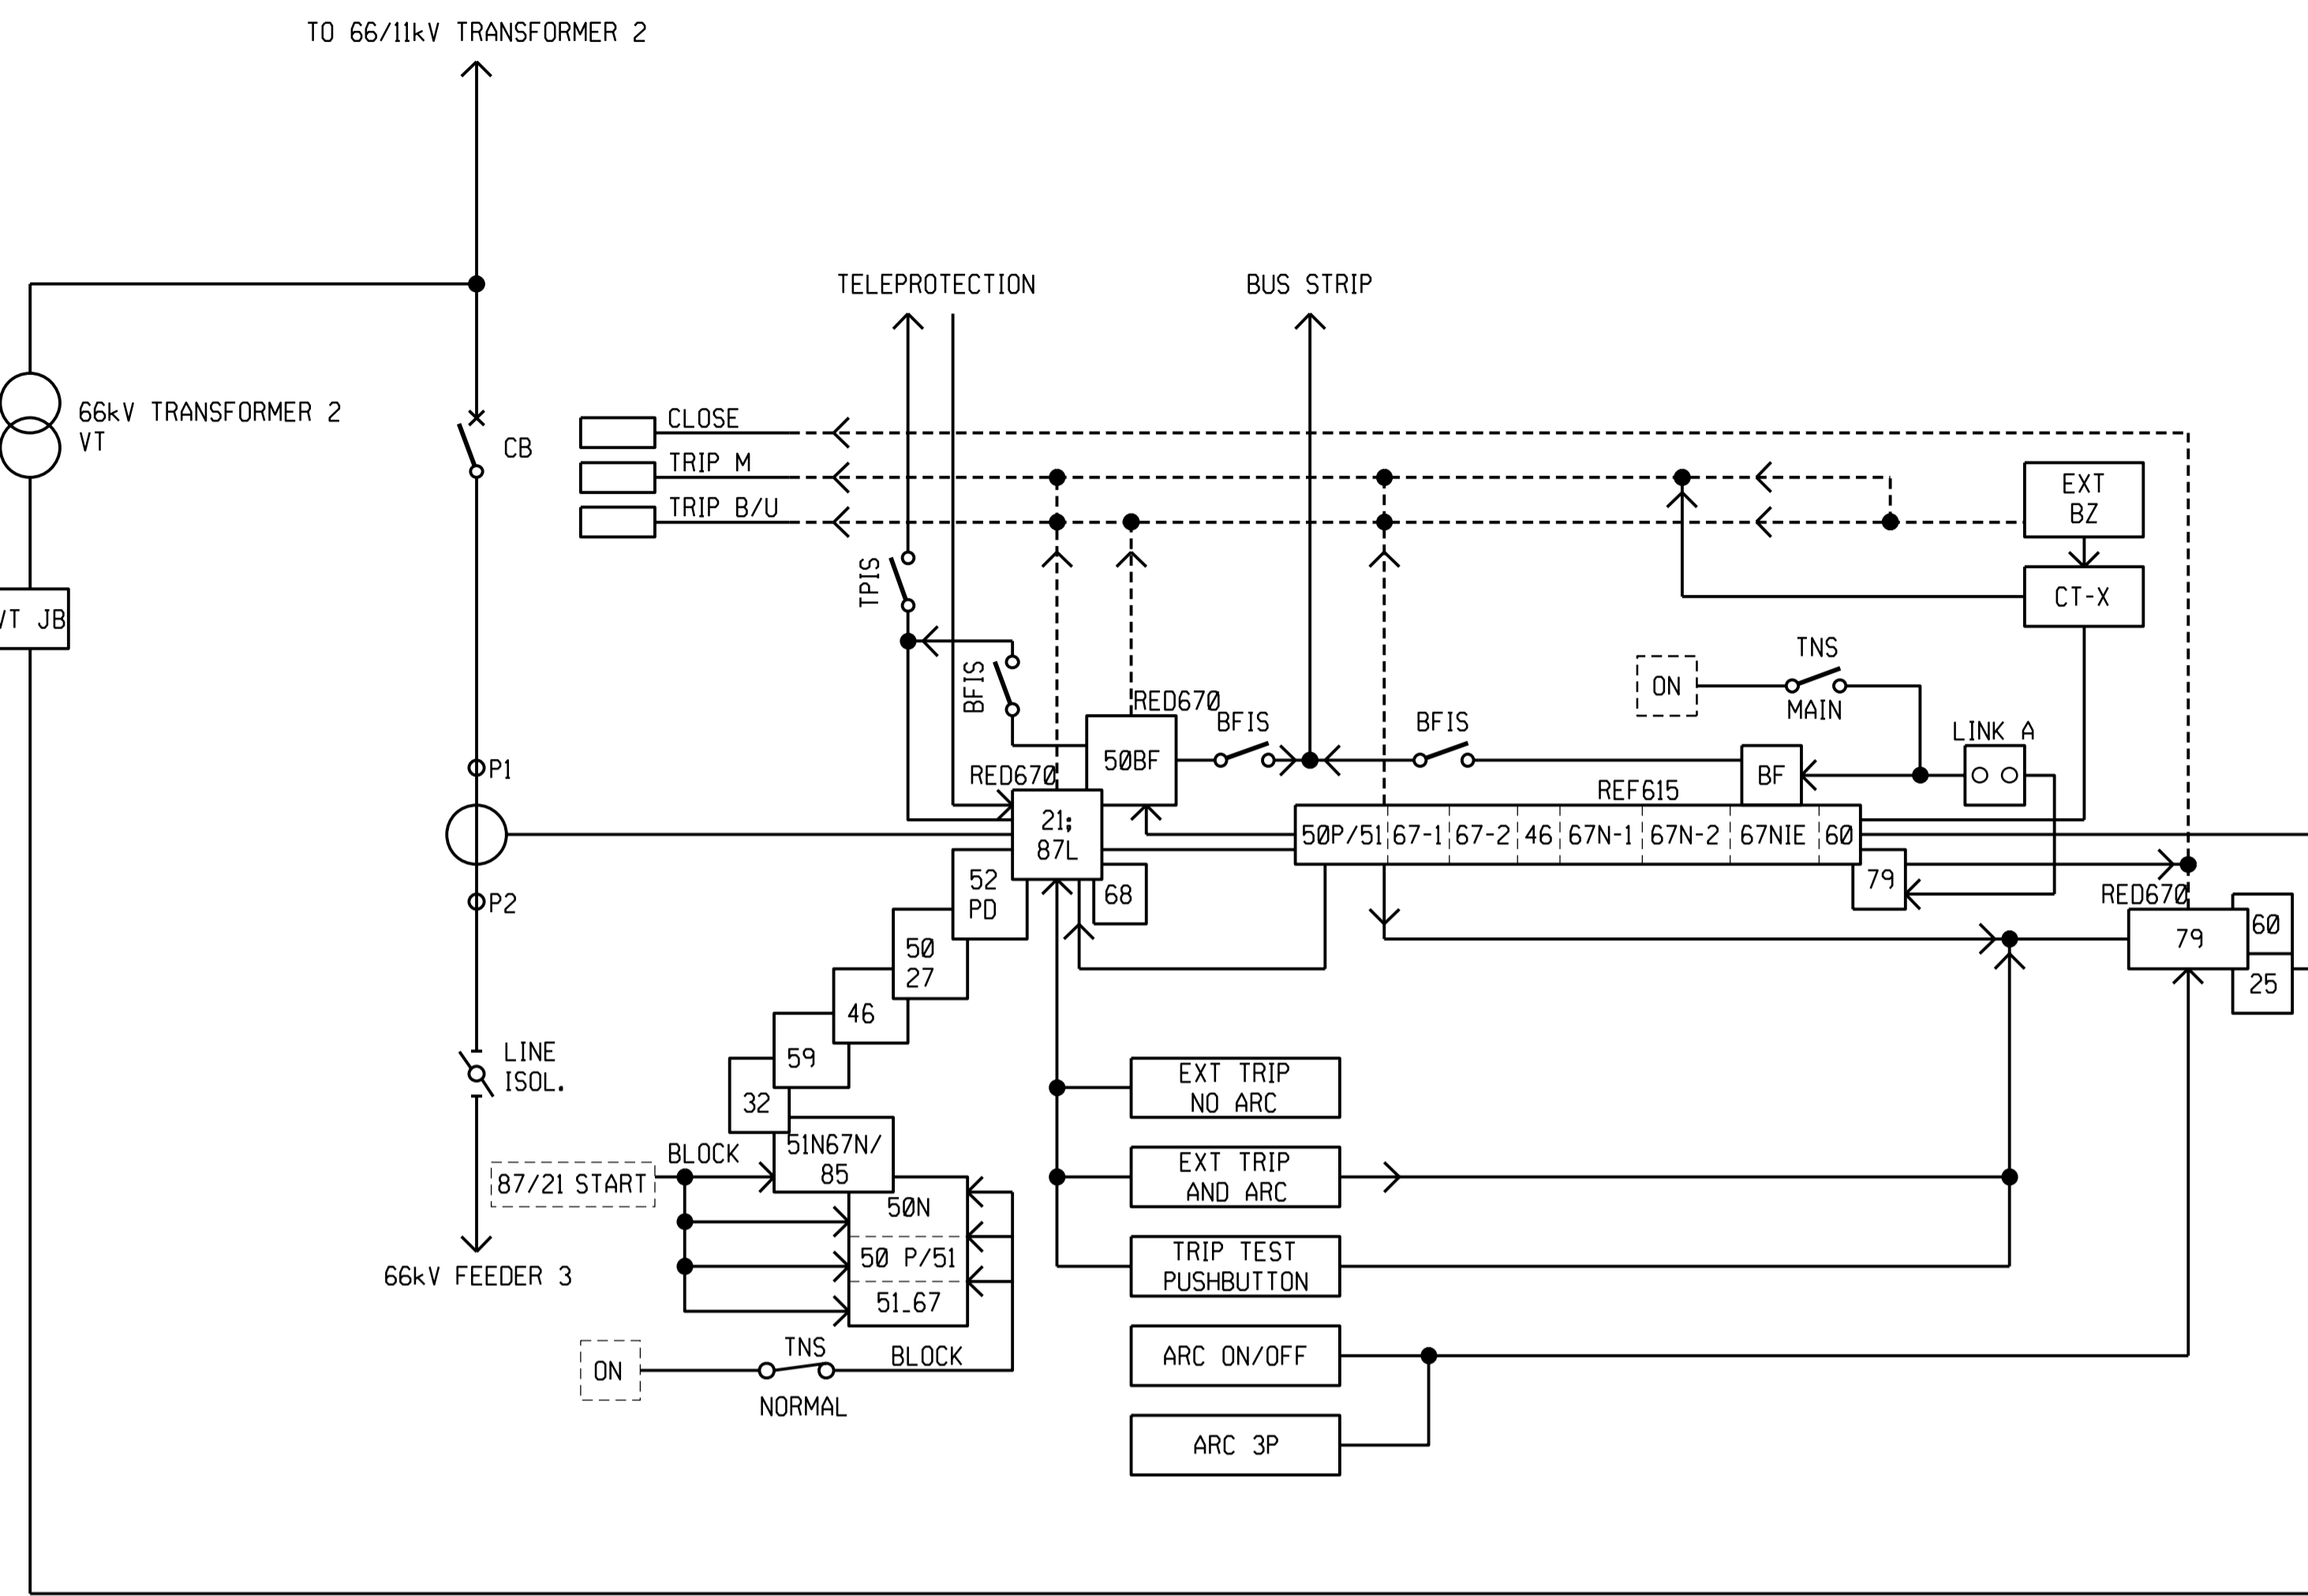 TO 66/11kV TRANSFORMER 2
TELEPROTECTION
BUS STRIP
66kV TRANSFORMER 2
VT
CB
CLOSE
TRIP M
TRIP B/U
EXT
BZ
CT-X
TPIS
VT JB
BFIS
TNS
ON
MAIN
RED670
50BF
BFIS
BFIS
LINK A
P1
RED670
BF
REF615
21;
87L
50P/51
67-1
67-2
46
67N-1
67N-2
67NIE
60
P2
52
PD
68
79
RED670
79
60
25
50
27
46
59
32
LINE
ISOL.
EXT TRIP
NO ARC
BLOCK
51N67N/
85
87/21 START
EXT TRIP
AND ARC
50N
50 P/51
51_67
TRIP TEST
PUSHBUTTON
66kV FEEDER 3
TNS
BLOCK
ON
NORMAL
ARC ON/OFF
ARC 3P